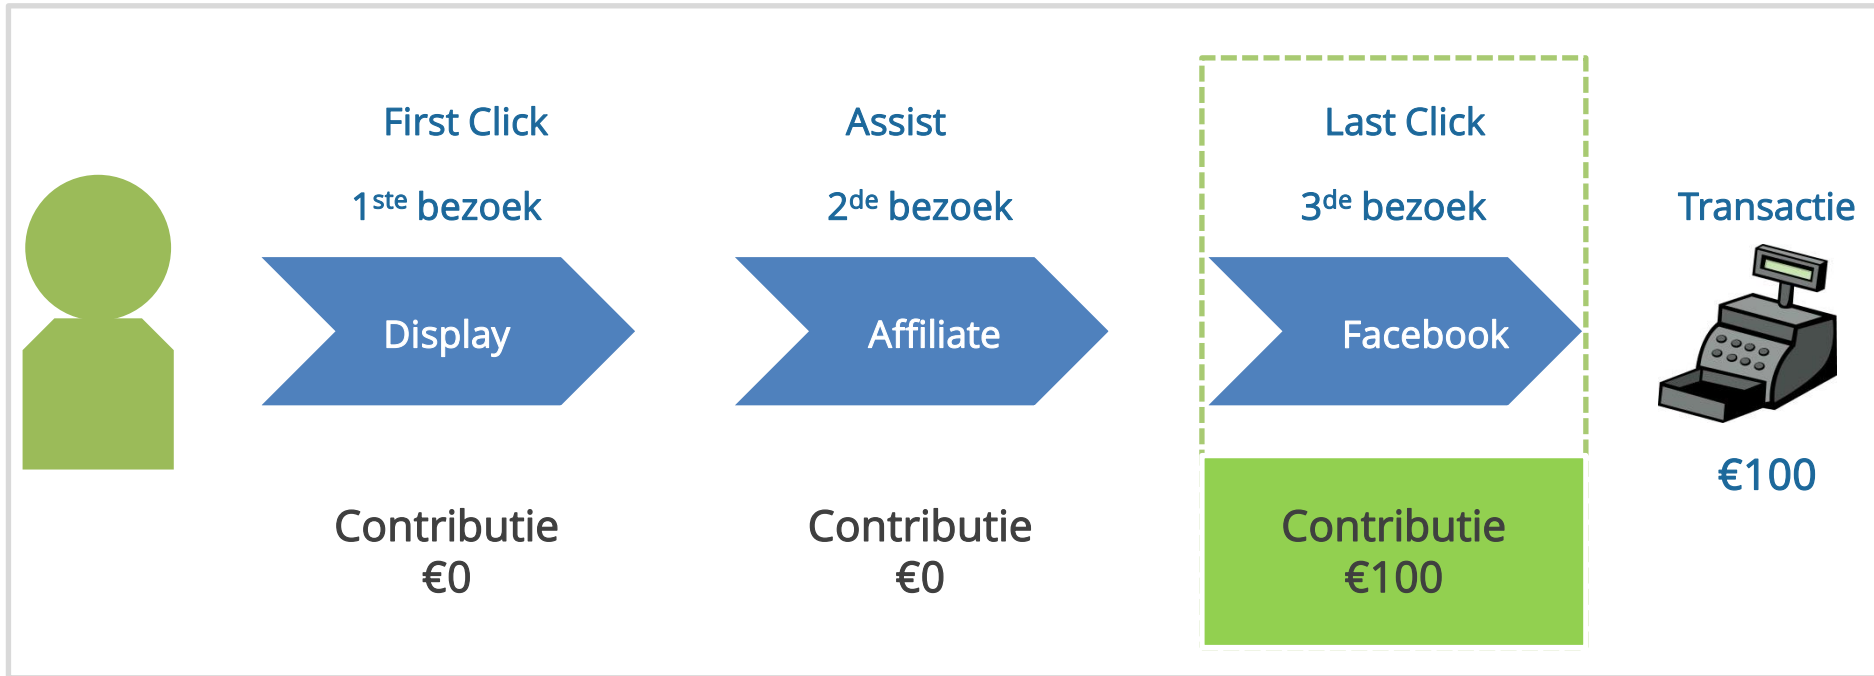 First Click
Assist
Last Click
1ste bezoek
2de bezoek
3de bezoek
Transactie
Display
Affiliate
Facebook
€100
Contributie
€0
Contributie
€0
Contributie
€100